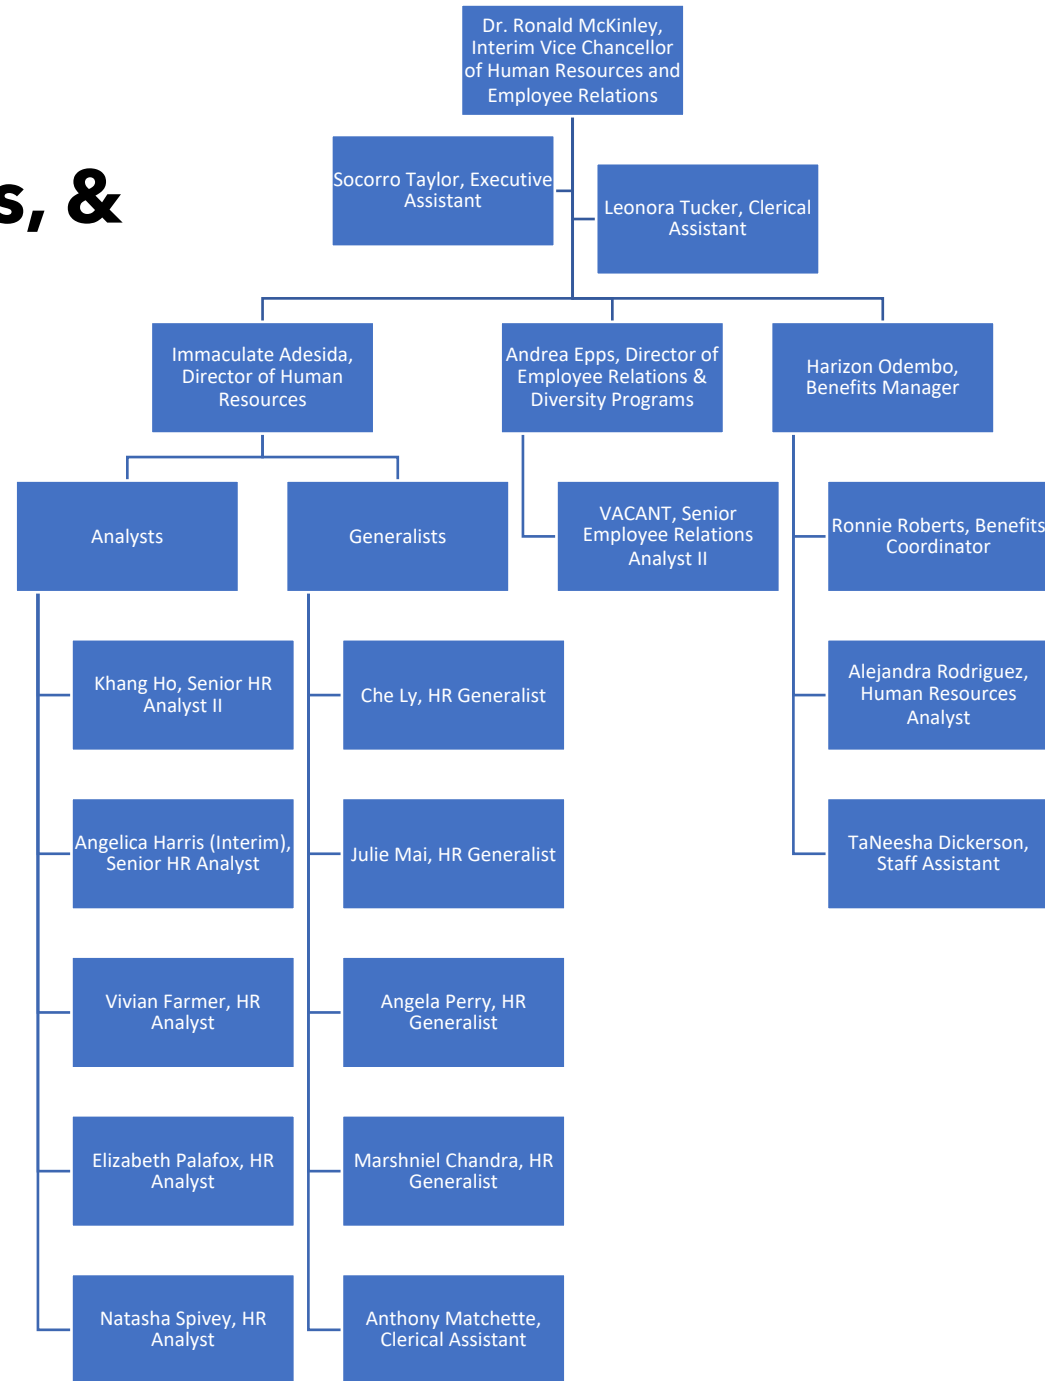 Dr. Ronald McKinley,
Interim Vice Chancellor
of Human Resources and
Employee Relations
s, &
Socorro Taylor, Executive
Assistant
Leonora Tucker, Clerical
Assistant
Immaculate Adesida,
Director of Human
Resources
Andrea Epps, Director of
Employee Relations &
Diversity Programs
Harizon Odembo,
Benefits Manager
Analysts
Generalists
VACANT, Senior
Employee Relations
Analyst II
Ronnie Roberts, Benefits
Coordinator
Khang Ho, Senior HR
Analyst II
Che Ly, HR Generalist
Alejandra Rodriguez,
Human Resources
Analyst
Angelica Harris (Interim),
Senior HR Analyst
Julie Mai, HR Generalist
TaNeesha Dickerson,
Staff Assistant
Vivian Farmer, HR
Analyst
Angela Perry, HR
Generalist
Elizabeth Palafox, HR
Analyst
Marshniel Chandra, HR
Generalist
Natasha Spivey, HR
Analyst
Anthony Matchette,
Clerical Assistant